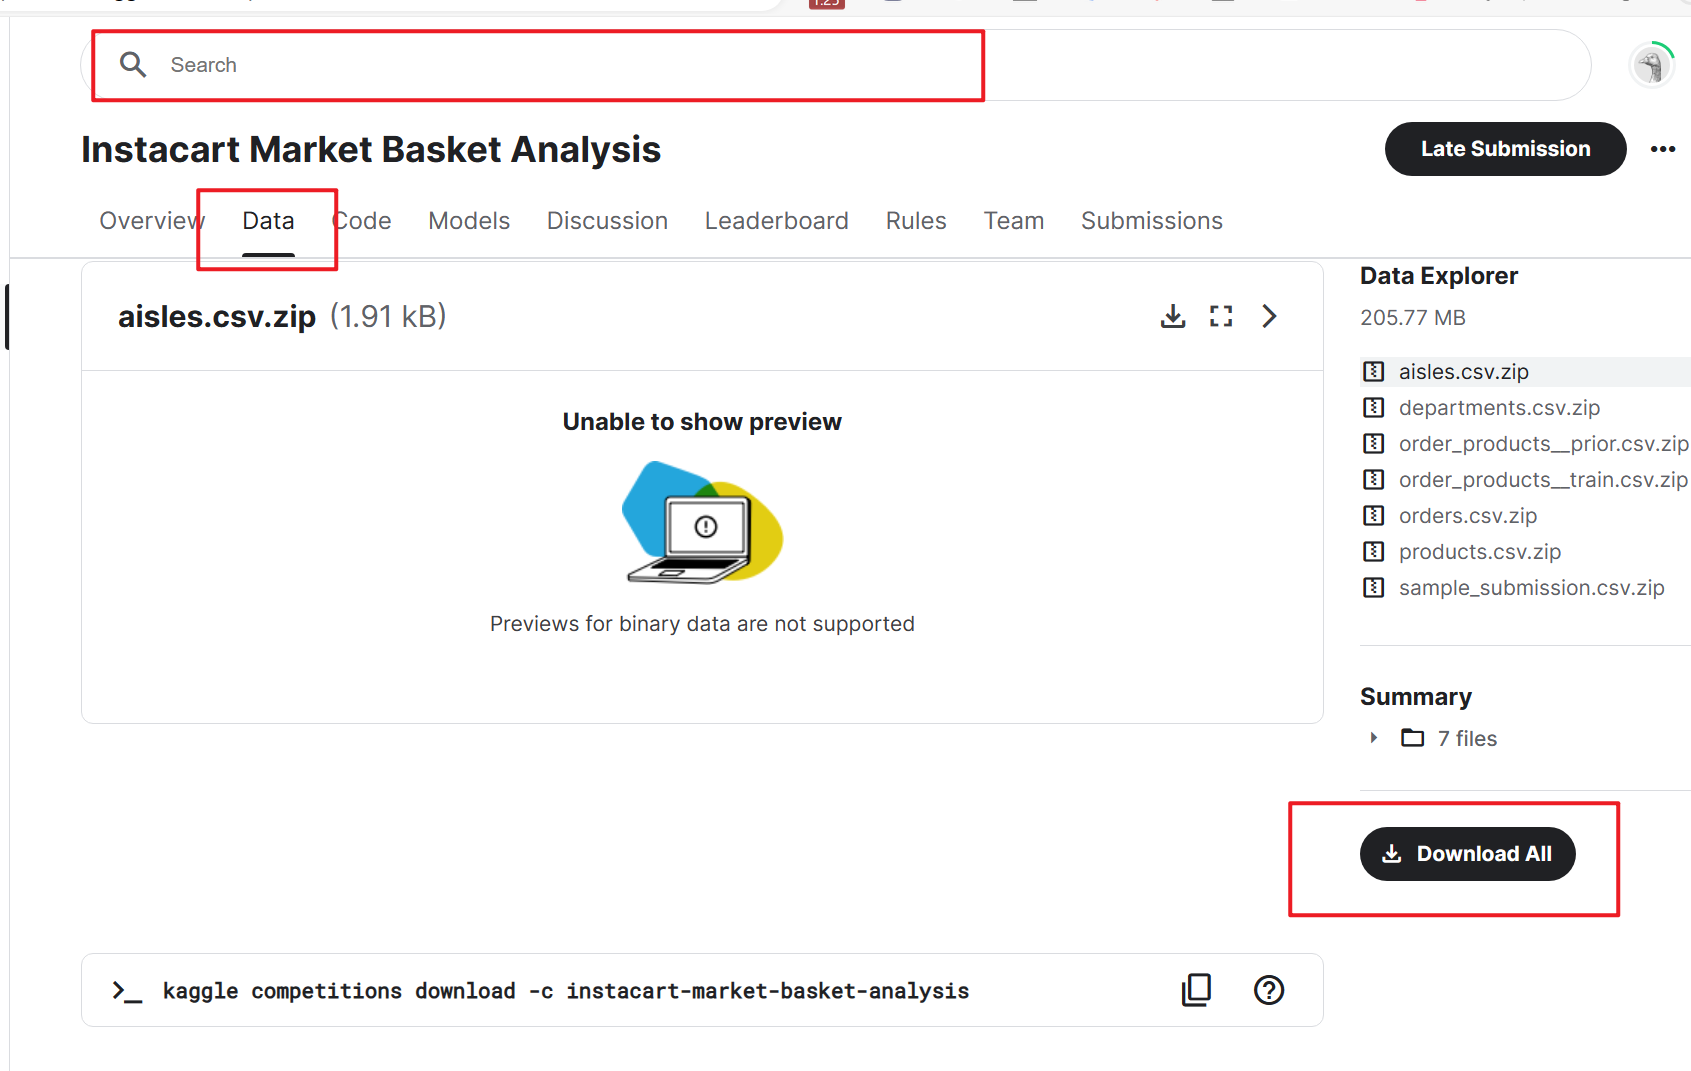 1.25
Search
Instacart Market Basket Analysis
Late Submission
Overview Data Code Models Discussion Leaderboard Rules Team Submissions
aisles.csv.zip (1.91 kB)
Unable to show preview
Previews for binary data are not supported
Data Explorer
205.77 MB
aisles.csv.zip
departments.csv.zip
order_products__prior.csv.zip
order_products__train.csv.zip
orders.csv.zip
products.csv.zip
sample_submission.csv.zip
Summary
7 files
Download All
>_ kaggle competitions download -c instacart-market-basket-analysis